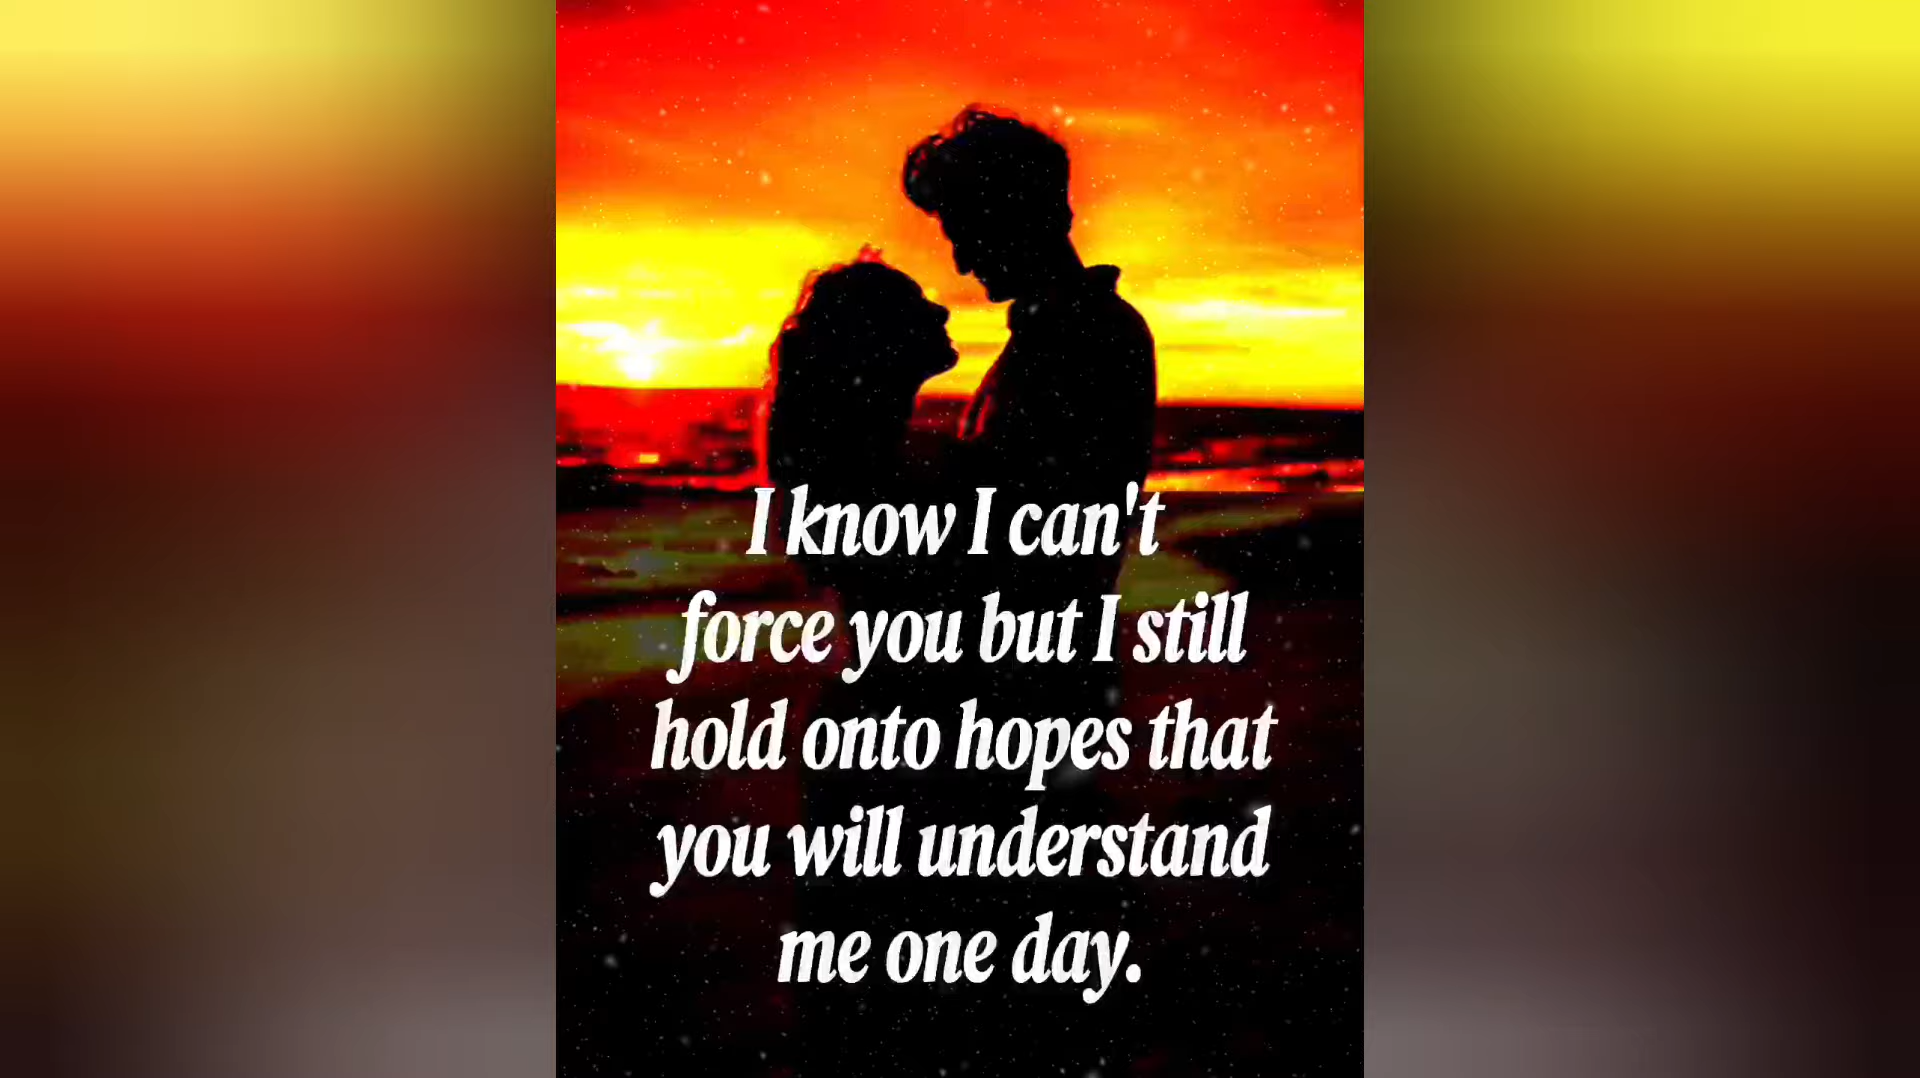 I know I can't
force you but I still
hold onto hopes that
you will understand
me one day.